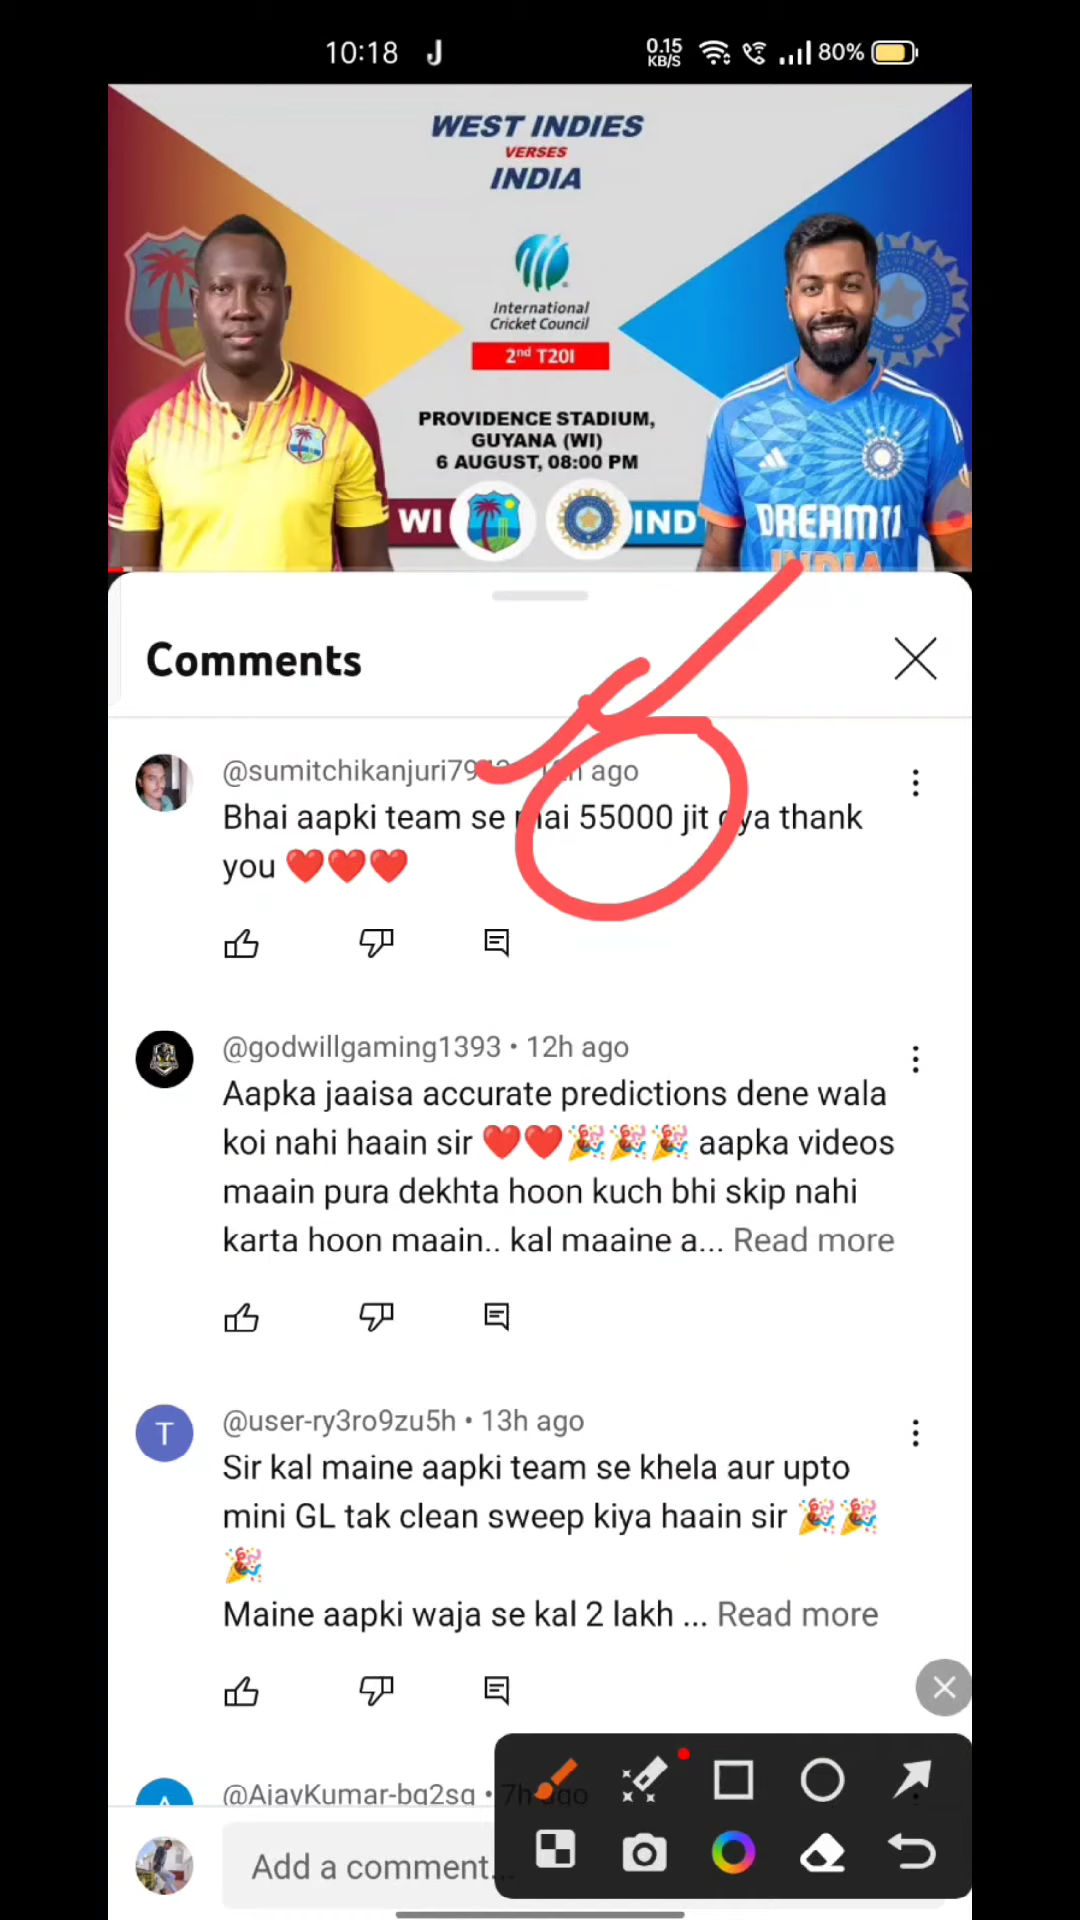 10:18
0.15
KB/S
80%
WEST INDIES
VERSES
INDIA
International
Cricket Council
2nd T20I
PROVIDENCE STADIUM,
GUYANA (WI)
6 AUGUST, 08:00 PM
WI
IND
DREAM11
INDIA
Comments
ago
Bhai aapki team se mai 55000 jit gya thank
you ❤️❤️❤️
@godwillgaming1393 • 12h ago
Aapka jaaisa accurate predictions dene wala
koi nahi haain sir ❤️❤️🎉🎉🎉 aapka videos
maain pura dekhta hoon kuch bhi skip nahi
karta hoon maain.. kal maaine a... Read more
T
@user-ry3ro9zu5h • 13h ago
Sir kal maine aapki team se khela aur upto
mini GL tak clean sweep kiya haain sir 🎉🎉
🎉
Maine aapki waja se kal 2 lakh ... Read more
@AjayKumar-bq2sq • 7h ago
Add a comment...